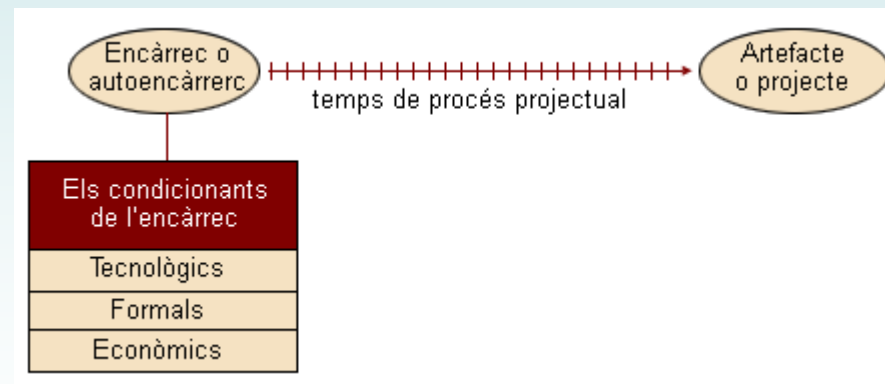 Encàrrec o
autoencàrrerc
temps de procés projectual
Artefacte
o projecte
Els condicionants
de l'encàrrec
Tecnològics
Formals
Econòmics